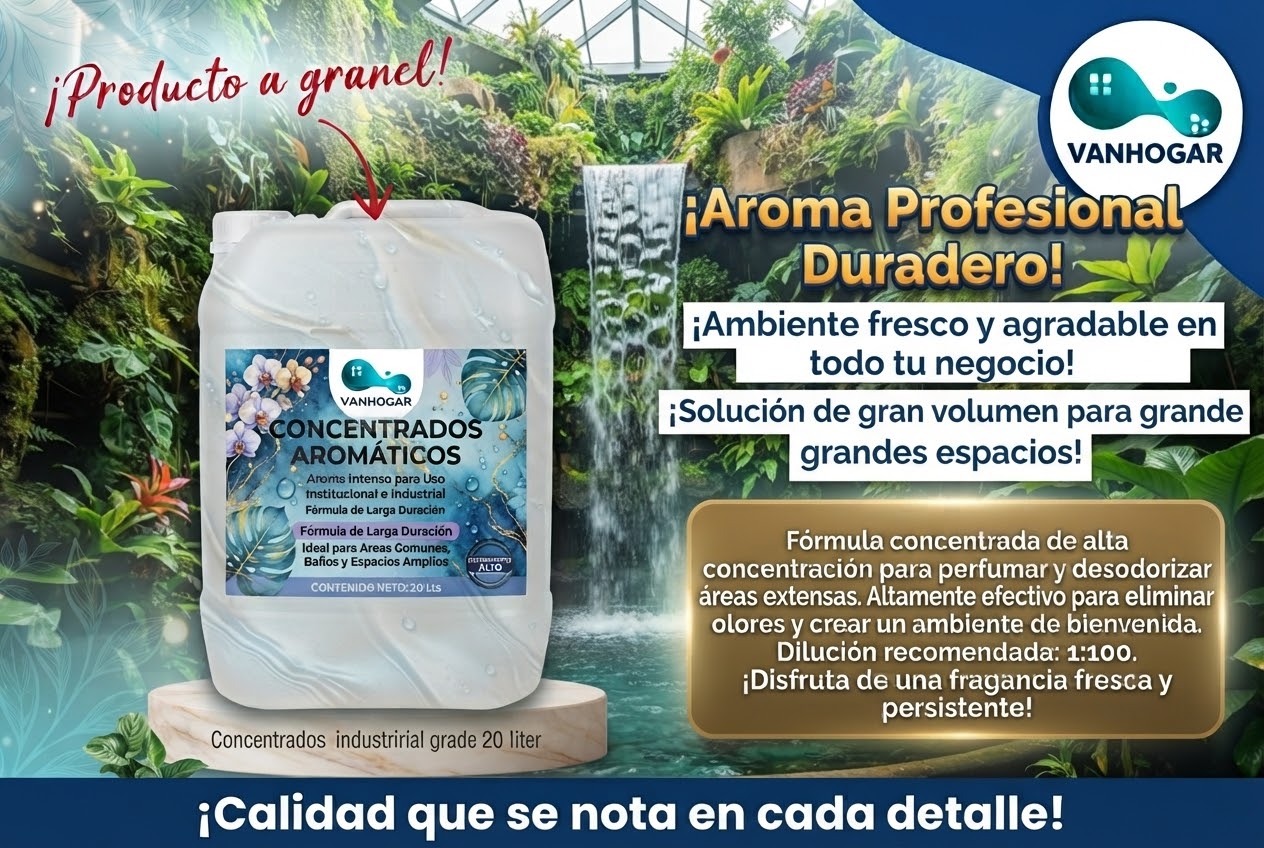 ¡Producto a granel!
VANHOGAR
¡Aroma Profesional
Duradero!
¡Ambiente fresco y agradable en
todo tu negocio!
¡Solución de gran volumen para grande
grandes espacios!
VANHOGAR
CONCENTRADOS
AROMÁTICOS
Aroms Intenso para Uso
Institucional e industrial
Fórmula de Larga Duración
Fórmula de Larga Duración
Ideal para Areas Comunes,
Baños y Espacios Amplios
ALTO
CONTENIDO NETO: 20 Lts
Fórmula concentrada de alta
concentración para perfumar y desodorizar
áreas extensas. Altamente efectivo para eliminar
olores y crear un ambiente de bienvenida.
Dilución recomendada: 1:100.
¡Disfruta de una fragancia fresca y
persistente!
Concentrados industririal grade 20 liter
¡Calidad que se nota en cada detalle!